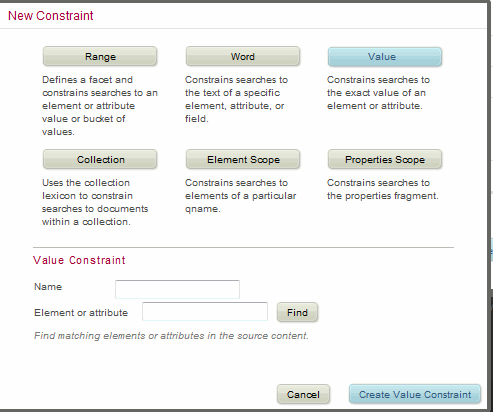 New Constraint
Range Word Value
Defines a facet and Constrains searches to Constrains searches to
constrains searches to an the text of a specific the exact value of an
element or attribute element, attribute, or element or attribute.
value or bucket of field.
values.
Collection Element Scope Properties Scope
Uses the collection Constrains searches to Constrains searches to
lexicon to constrain elements of a particular the properties fragment.
searches to documents qname.
within a collection.
Value Constraint
Name
Element or attribute Find
Find matching elements or attributes in the source content.
Cancel Create Value Constraint